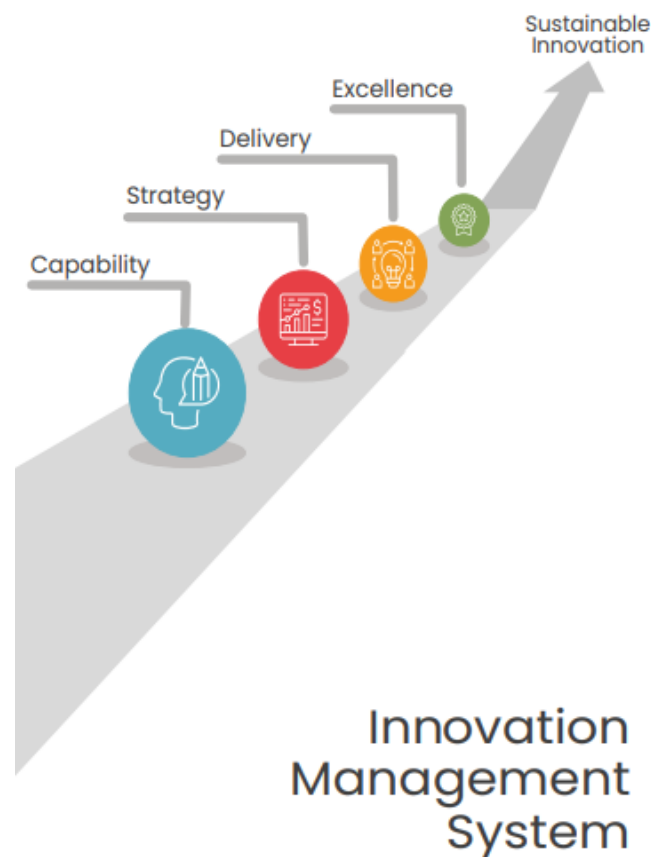 Sustainable
Innovation
Excellence
Delivery
Strategy
Capability
$
Innovation
Management
System